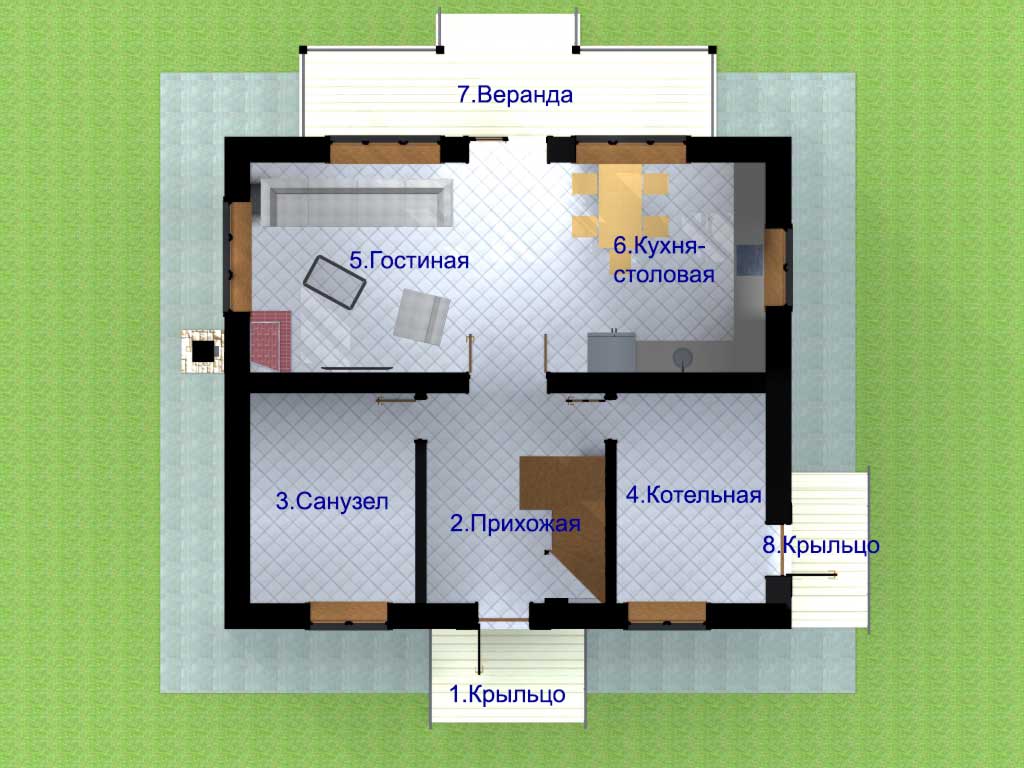 7.Веранда
5.Гостиная
6.Кухня-
столовая
3.Санузел
2.Прихожая
4.Котельная
8.Крыльцо
1.Крыльцо